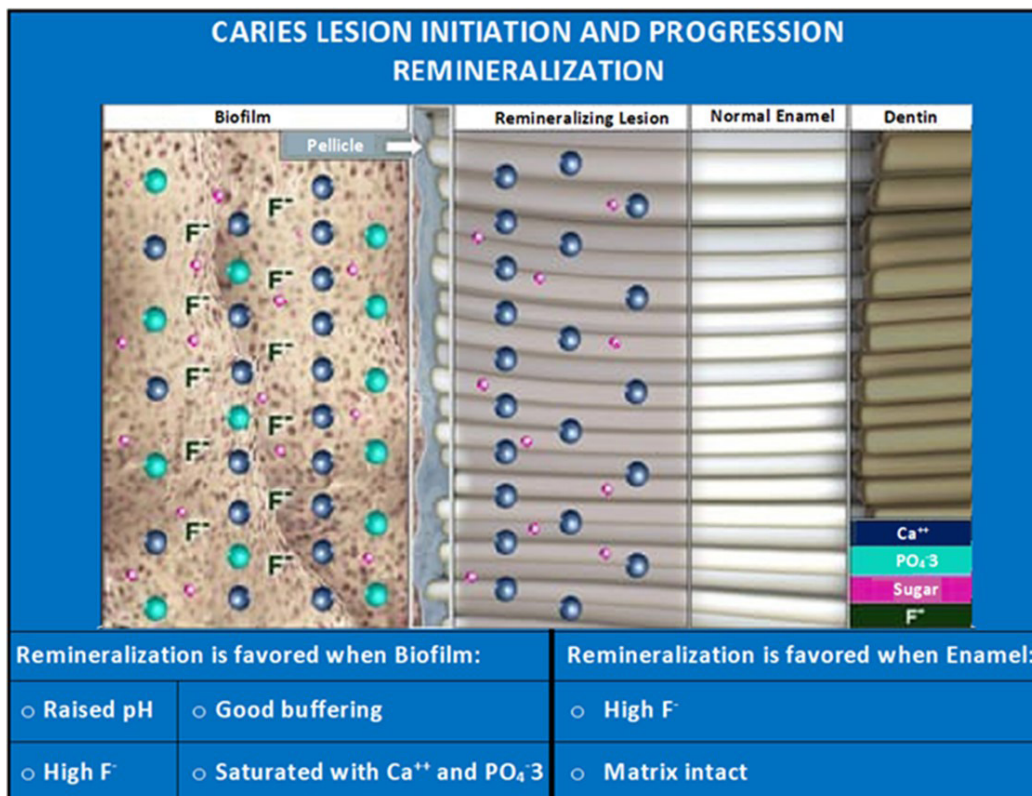 CARIES LESION INITIATION AND PROGRESSION
REMINERALIZATION
Biofilm
Remineralizing Lesion
Normal Enamel
Dentin
Pellicle
F⁻
F⁻
F⁻
F⁻
F⁻
F⁻
F⁻
F⁻
F⁻
F⁻
F⁻
Ca⁺⁺
PO₄⁻3
Sugar
F⁻
Remineralization is favored when Biofilm:
Remineralization is favored when Enamel:
○ Raised pH
○ Good buffering
○ High F⁻
○ High F⁻
○ Saturated with Ca⁺⁺ and PO₄⁻3
○ Matrix intact